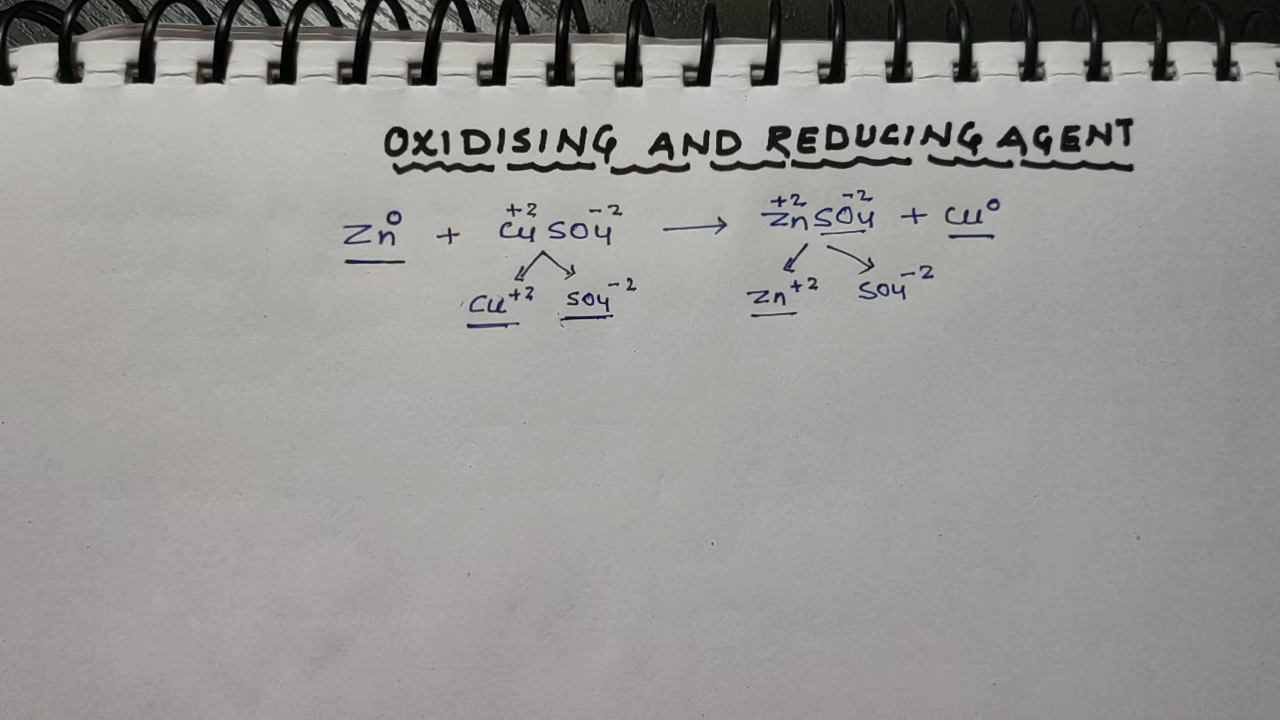 OXIDISING AND REDUCING AGENT
Zn⁰ + Cu⁺²SO₄⁻² → Zn⁺²SO₄⁻² + Cu⁰
Cu⁺² SO₄⁻² Zn⁺² SO₄⁻²